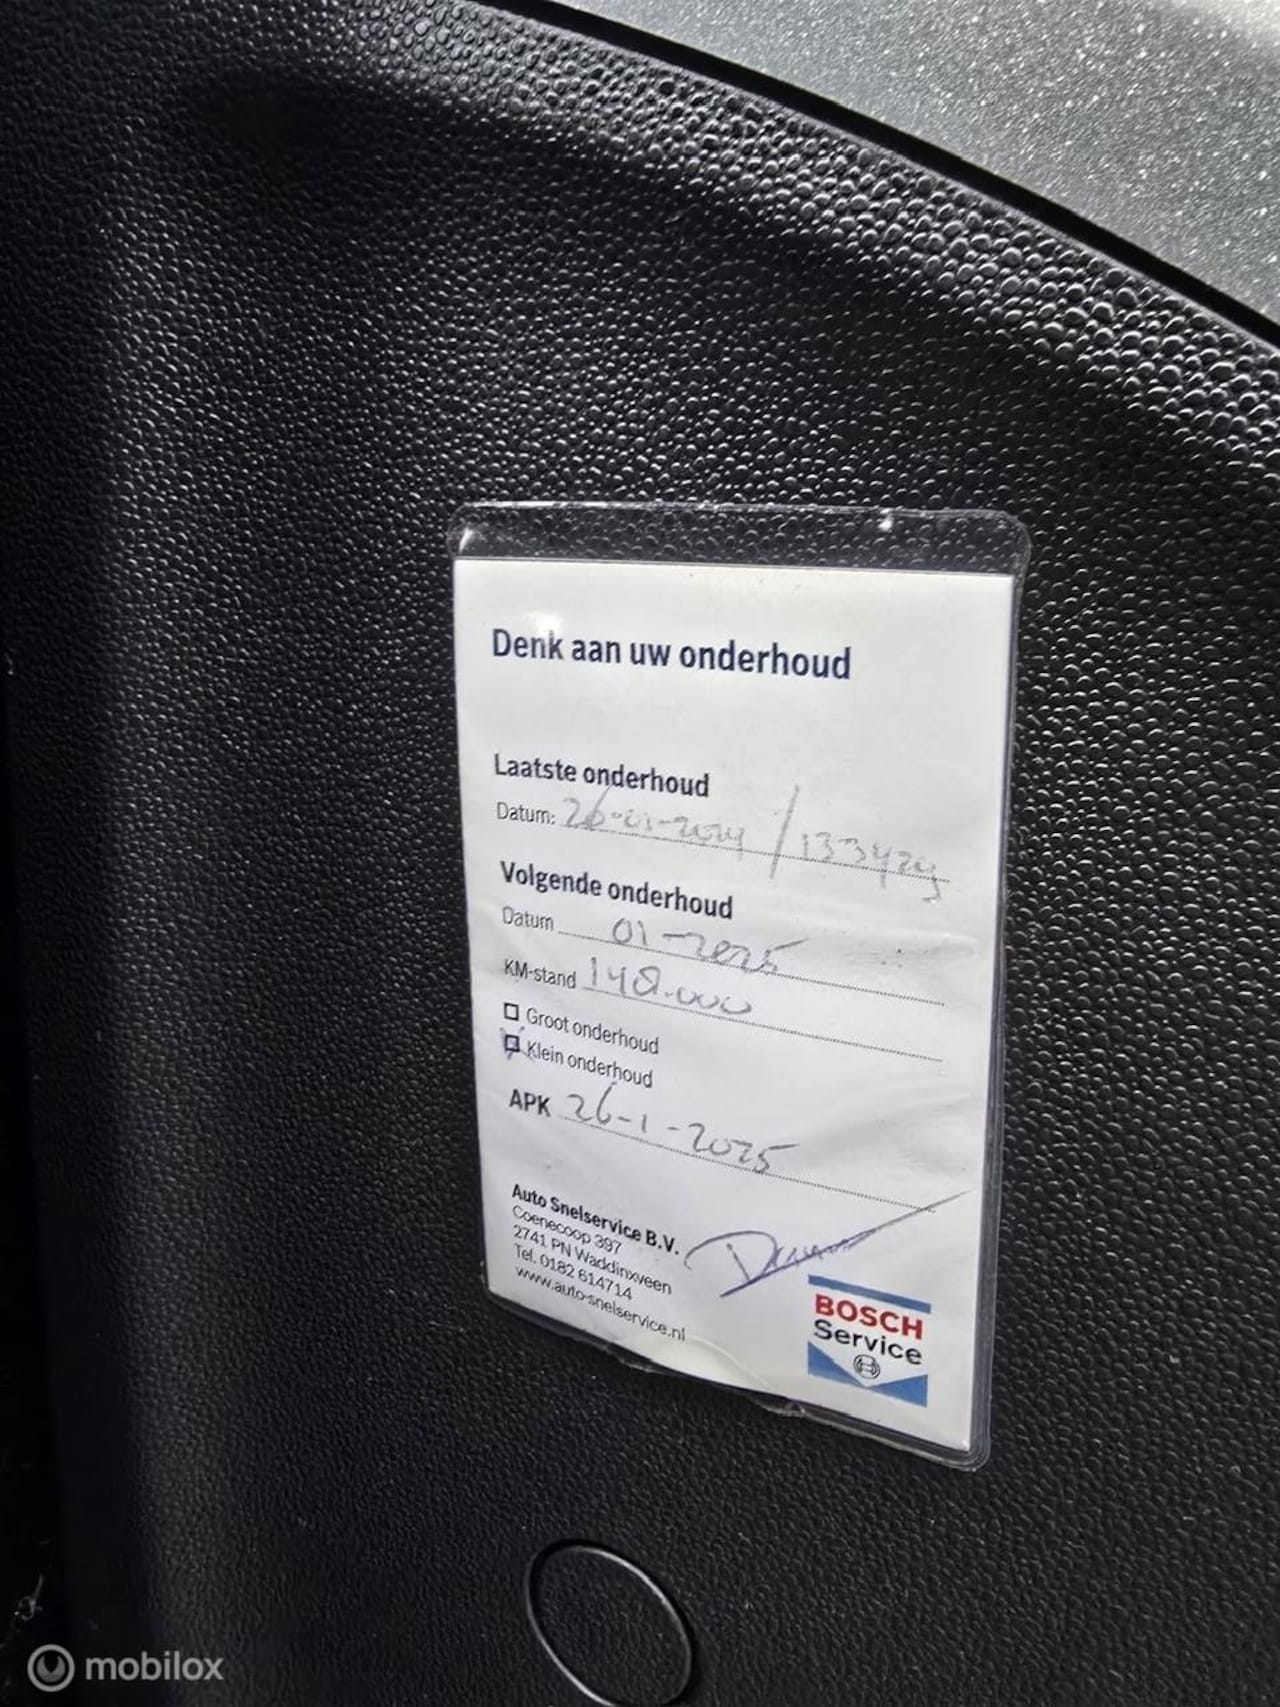 Denk aan uw onderhoud
Laatste onderhoud
Datum: 26-01-2024 / 133429
Volgende onderhoud
Datum 01-2025
KM-stand 148.000
Groot onderhoud
Klein onderhoud
APK 26-1-2025
Auto Snelservice B.V.
Coenecoop 397
2741 PN Waddinxveen
Tel. 0182 614714
www.auto-snelservice.nl
BOSCH
Service
mobilox